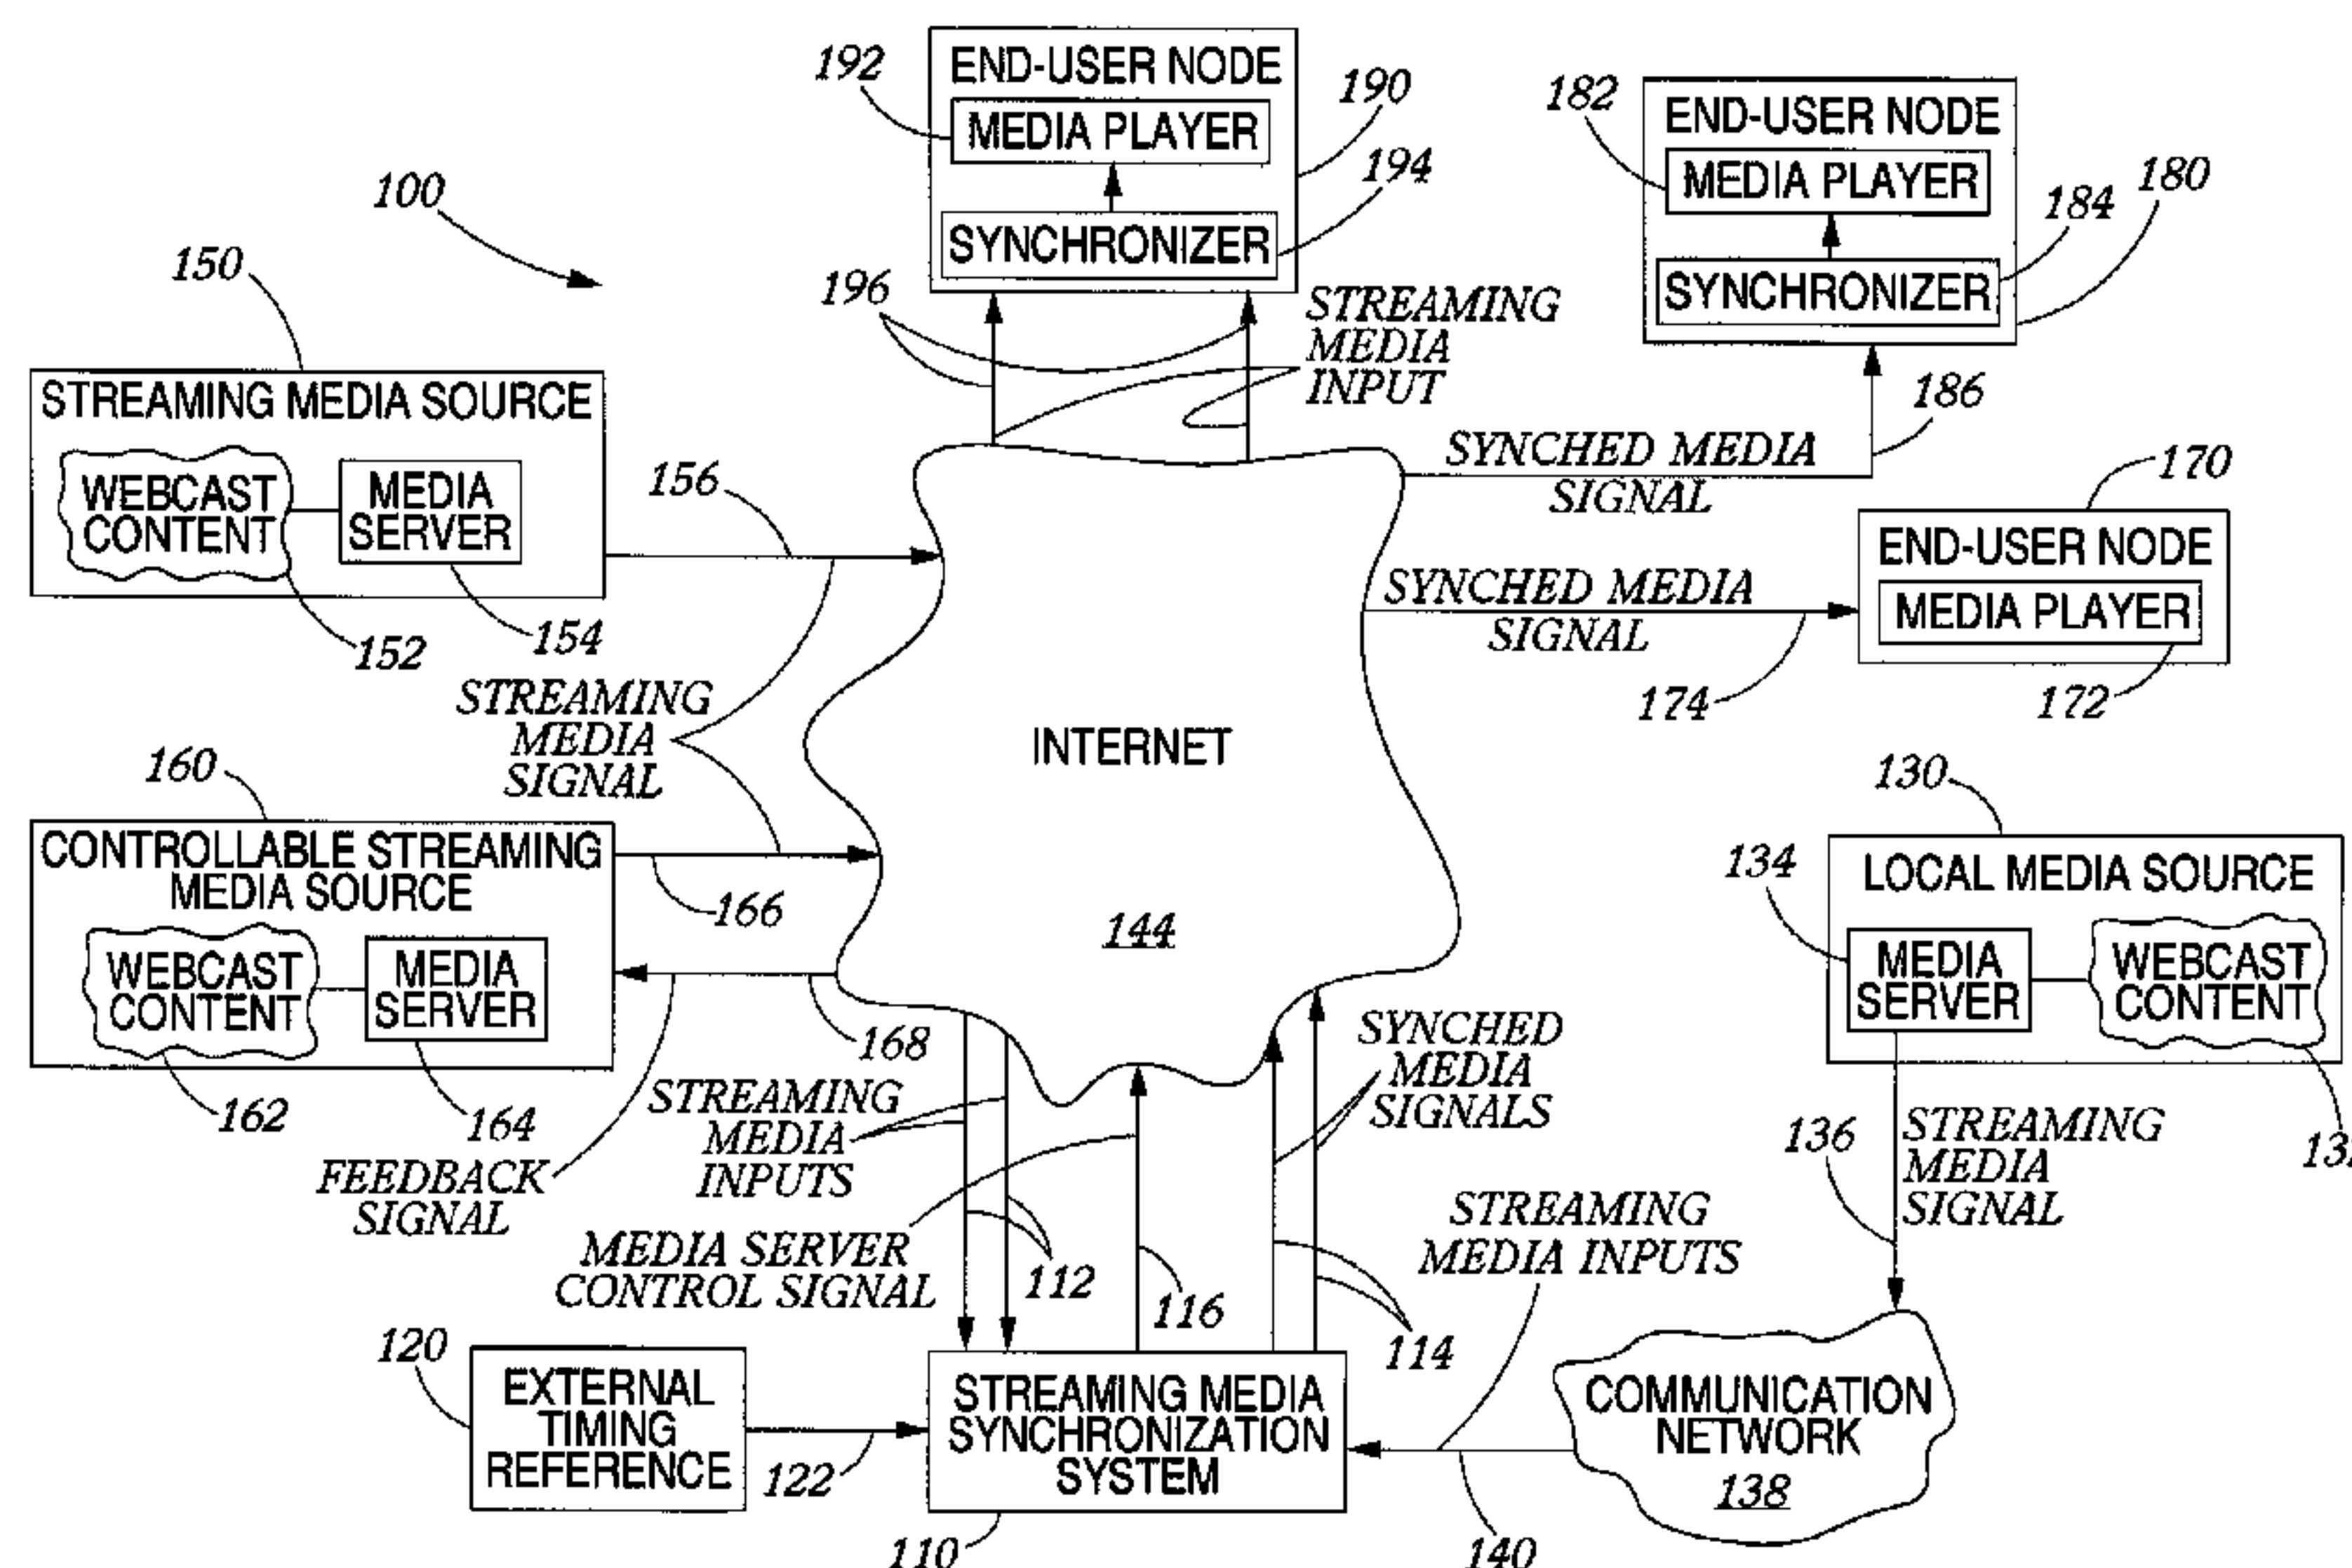 192
END-USER NODE
190
MEDIA PLAYER
194
SYNCHRONIZER
196
STREAMING
MEDIA
INPUT
182
END-USER NODE
MEDIA PLAYER
180
184
SYNCHRONIZER
186
100
150
STREAMING MEDIA SOURCE
WEBCAST
CONTENT
MEDIA
SERVER
156
154
152
SYNCHED MEDIA
SIGNAL
170
END-USER NODE
MEDIA PLAYER
SYNCHED MEDIA
SIGNAL
174
172
STREAMING
MEDIA
SIGNAL
INTERNET
144
160
CONTROLLABLE STREAMING
MEDIA SOURCE
WEBCAST
CONTENT
MEDIA
SERVER
166
168
162
164
FEEDBACK
SIGNAL
STREAMING
MEDIA
INPUTS
MEDIA SERVER
CONTROL SIGNAL
112
116
SYNCHED
MEDIA
SIGNALS
114
130
134
LOCAL MEDIA SOURCE
MEDIA
SERVER
WEBCAST
CONTENT
136
STREAMING
MEDIA
SIGNAL
STREAMING
MEDIA INPUTS
120
EXTERNAL
TIMING
REFERENCE
122
STREAMING MEDIA
SYNCHRONIZATION
SYSTEM
110
COMMUNICATION
NETWORK
138
140